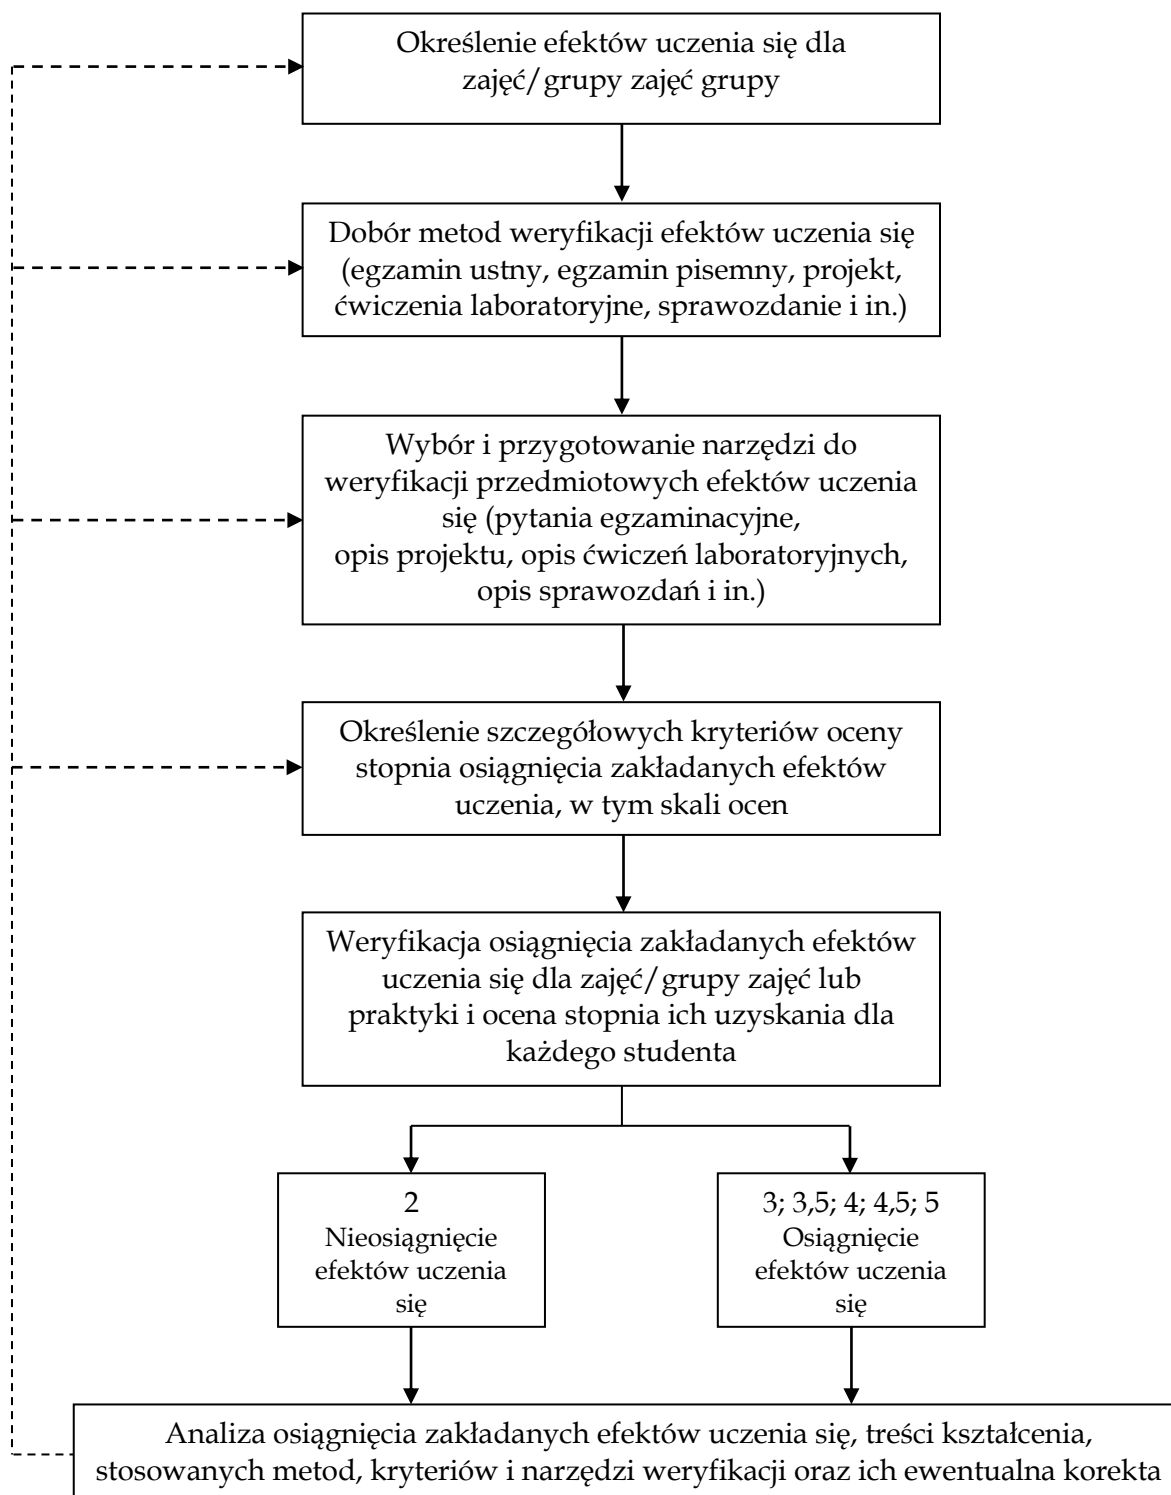 Określenie efektów uczenia się dla
zajęć/grupy zajęć grupy
Dobór metod weryfikacji efektów uczenia się
(egzamin ustny, egzamin pisemny, projekt,
ćwiczenia laboratoryjne, sprawozdanie i in.)
Wybór i przygotowanie narzędzi do
weryfikacji przedmiotowych efektów uczenia
się (pytania egzaminacyjne,
opis projektu, opis ćwiczeń laboratoryjnych,
opis sprawozdań i in.)
Określenie szczegółowych kryteriów oceny
stopnia osiągnięcia zakładanych efektów
uczenia, w tym skali ocen
Weryfikacja osiągnięcia zakładanych efektów
uczenia się dla zajęć/grupy zajęć lub
praktyki i ocena stopnia ich uzyskania dla
każdego studenta
2
Nieosiągnięcie
efektów uczenia
się
3; 3,5; 4; 4,5; 5
Osiągnięcie
efektów uczenia
się
Analiza osiągnięcia zakładanych efektów uczenia się, treści kształcenia,
stosowanych metod, kryteriów i narzędzi weryfikacji oraz ich ewentualna korekta